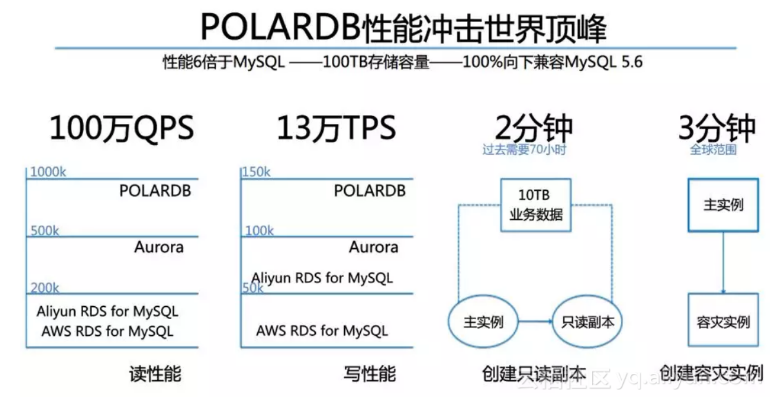 POLARDB性能冲击世界顶峰
性能6倍于MySQL ——100TB存储容量——100%向下兼容MySQL 5.6
100万QPS
1000k
POLARDB
500k
Aurora
200k
Aliyun RDS for MySQL
AWS RDS for MySQL
读性能
13万TPS
150k
POLARDB
100k
Aurora
Aliyun RDS for MySQL
50k
AWS RDS for MySQL
写性能
2分钟
过去需要70小时
10TB
业务数据
主实例
只读副本
创建只读副本
3分钟
全球范围
主实例
容灾实例
创建容灾实例
云栖社区 yq.aliyun.com